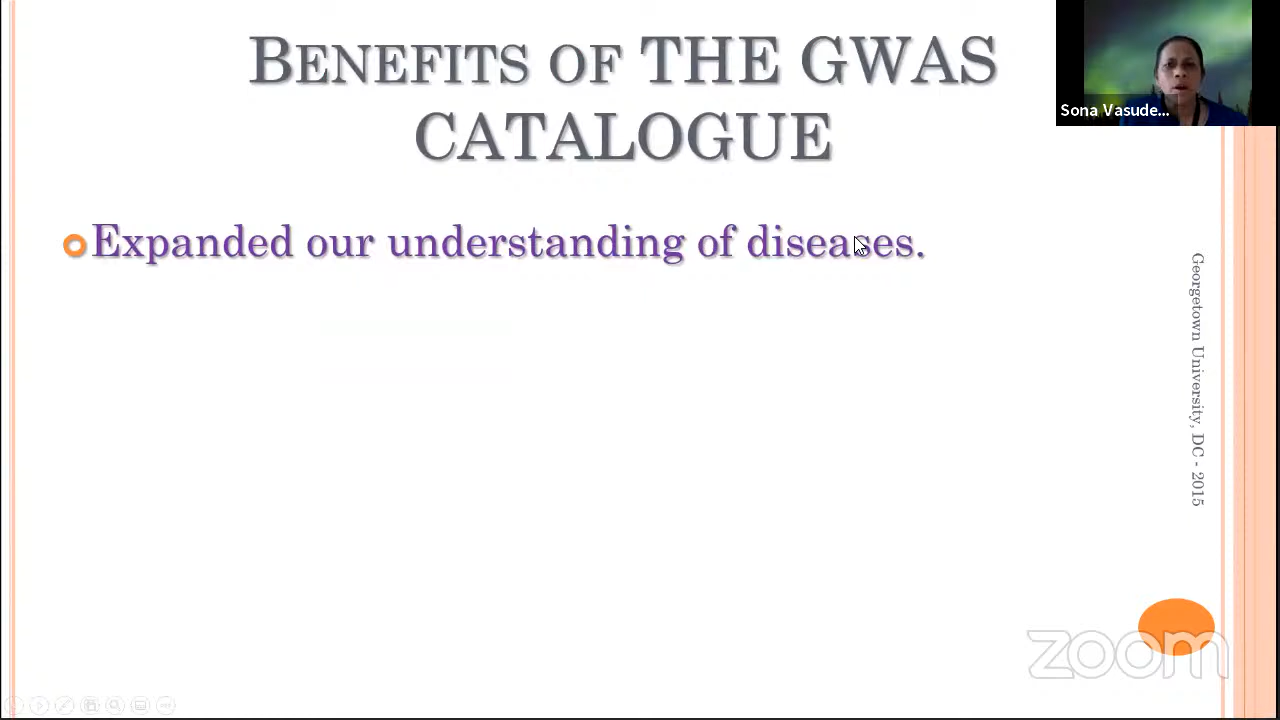 BENEFITS OF THE GWAS
CATALOGUE
Sona Vasude...
Expanded our understanding of diseases.
Georgetown University, DC - 2015
zoom